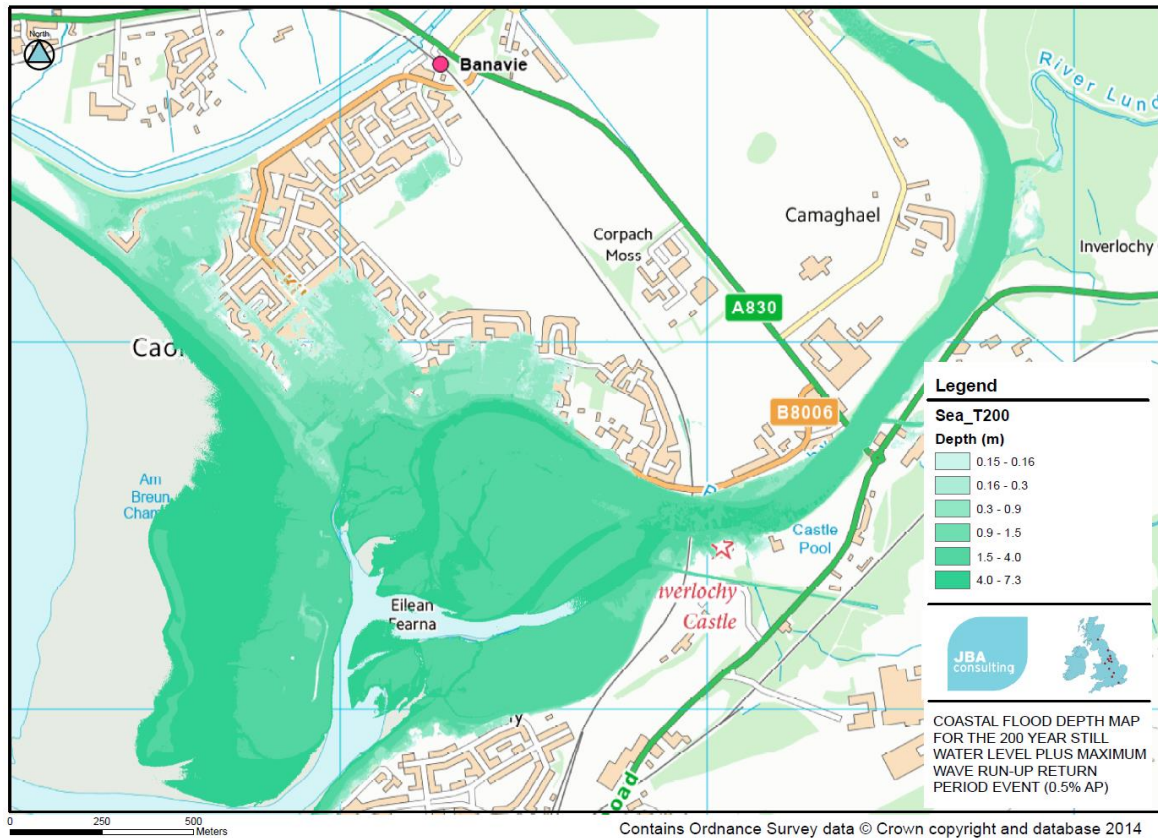 North
Banavie
River Lund
Camaghael
Corpach
Moss
Inverlochy
A830
Cao
B8006
Am
Breun
Cham
Castle
Pool
Eilean
Fearna
nverlochy
Castle
oad
Legend
Sea_T200
Depth (m)
0.15 - 0.16
0.16 - 0.3
0.3 - 0.9
0.9 - 1.5
1.5 - 4.0
4.0 - 7.3
JBA
consulting
COASTAL FLOOD DEPTH MAP
FOR THE 200 YEAR STILL
WATER LEVEL PLUS MAXIMUM
WAVE RUN-UP RETURN
PERIOD EVENT (0.5% AP)
0 250 500
Meters
Contains Ordnance Survey data © Crown copyright and database 2014